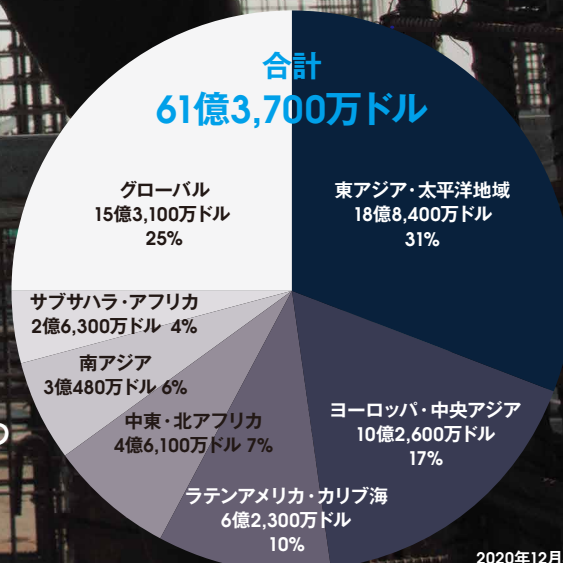 合計
61億3,700万ドル
グローバル
15億3,100万ドル
25%
東アジア・太平洋地域
18億8,400万ドル
31%
サブサハラ・アフリカ
2億6,300万ドル 4%
南アジア
3億480万ドル 6%
中東・北アフリカ
4億6,100万ドル 7%
ヨーロッパ・中央アジア
10億2,600万ドル
17%
の
ラテンアメリカ・カリブ海
6億2,300万ドル
10%
2020年12月